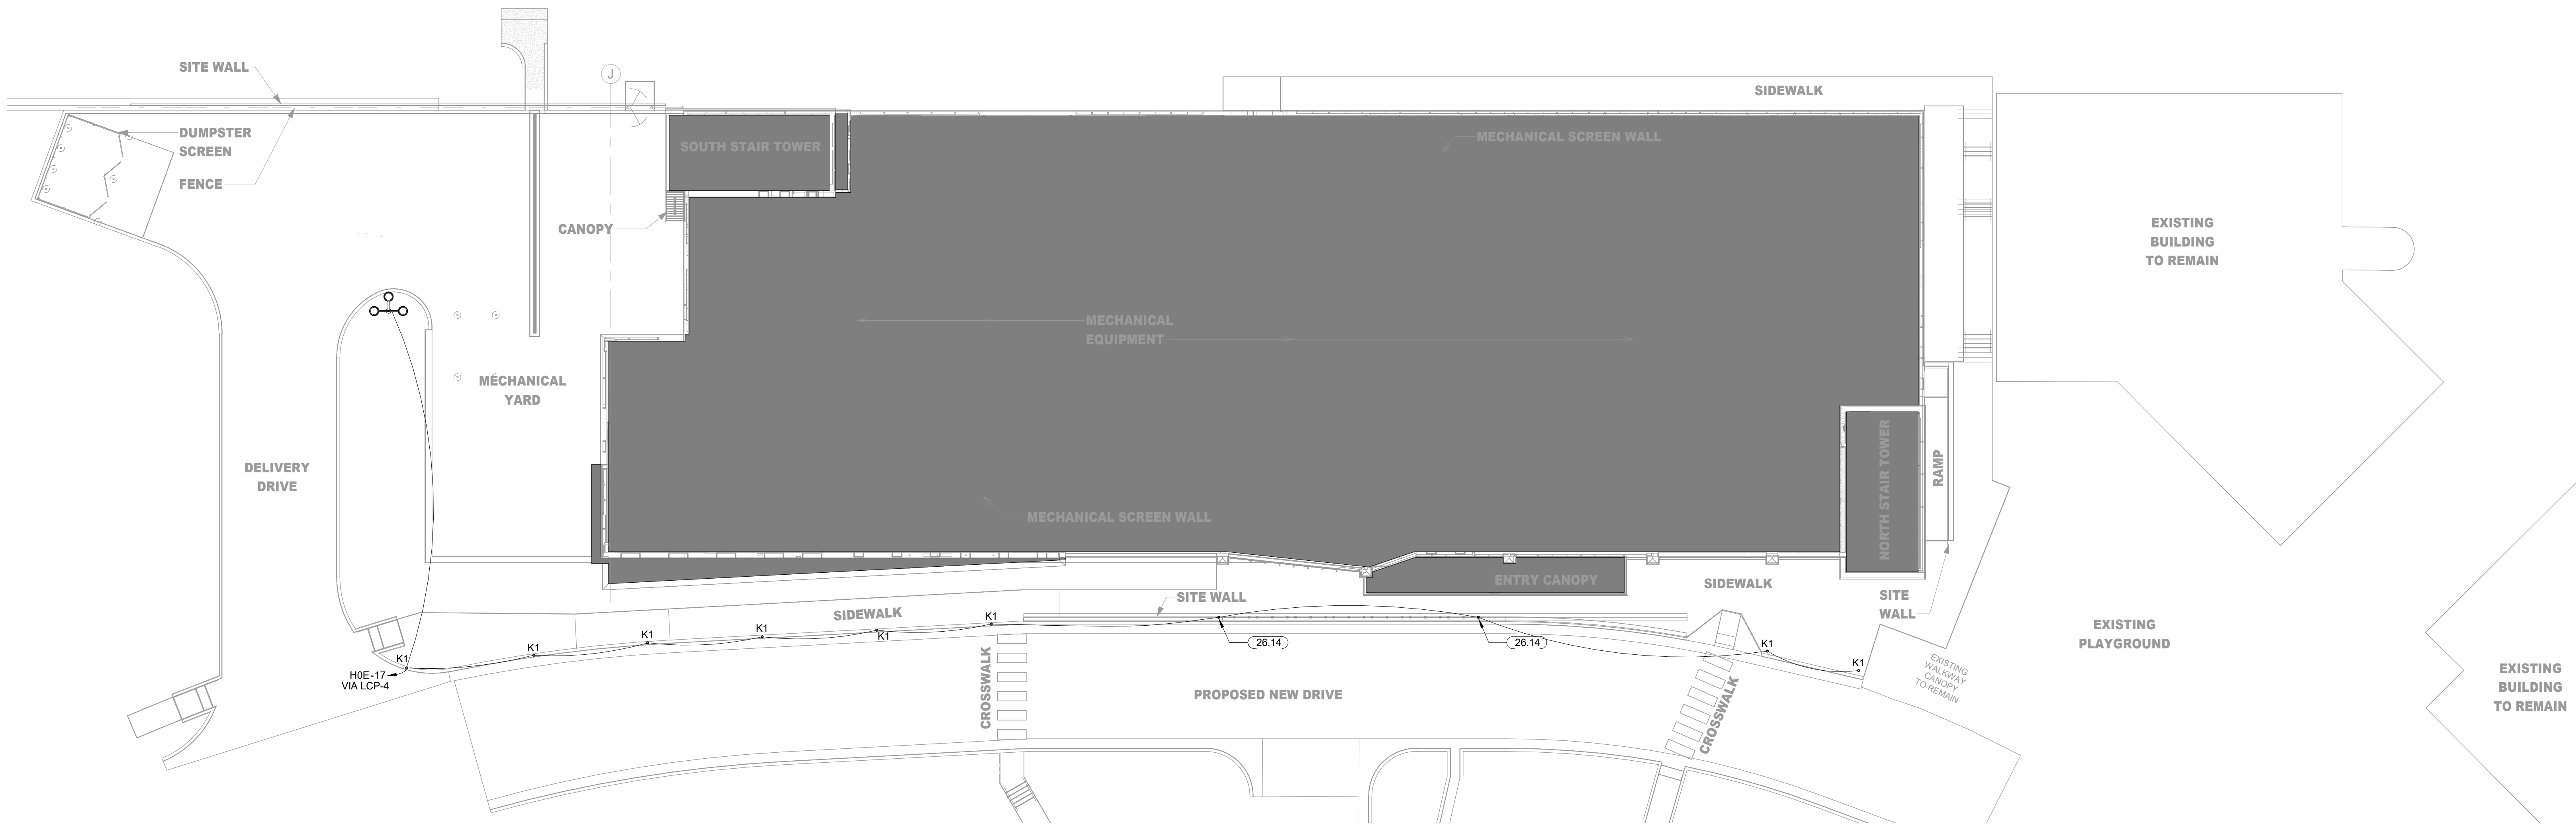 SITE WALL
J
SIDEWALK
DUMPSTER
SCREEN
FENCE
SOUTH STAIR TOWER
MECHANICAL SCREEN WALL
CANOPY
EXISTING
BUILDING
TO REMAIN
MECHANICAL
EQUIPMENT
MECHANICAL
YARD
DELIVERY
DRIVE
NORTH STAIR TOWER
RAMP
MECHANICAL SCREEN WALL
ENTRY CANOPY
SIDEWALK
SITE WALL
SITE
WALL
SIDEWALK
K1
K1
K1
K1
K1
K1
26.14
26.14
K1
K1
H0E-17
VIA LCP-4
CROSSWALK
PROPOSED NEW DRIVE
CROSSWALK
EXISTING
WALKWAY
CANOPY
TO REMAIN
EXISTING
PLAYGROUND
EXISTING
BUILDING
TO REMAIN